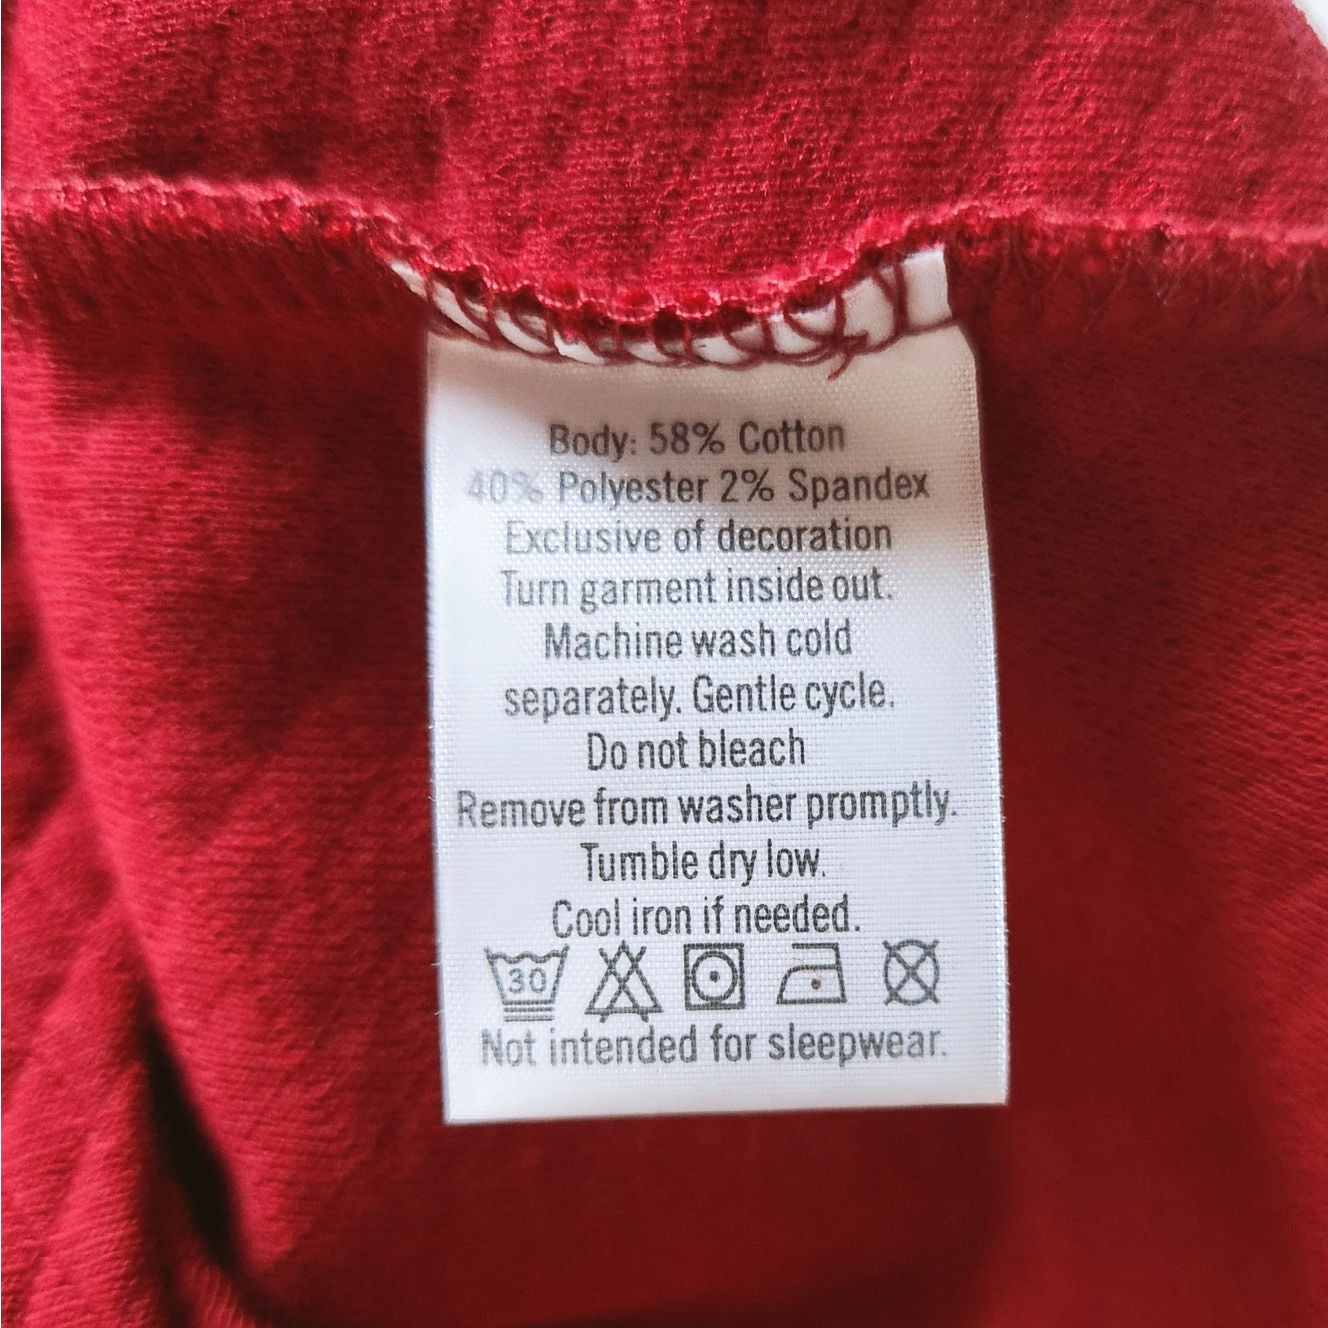 Body: 58% Cotton
40% Polyester 2% Spandex
Exclusive of decoration
Turn garment inside out.
Machine wash cold
separately. Gentle cycle.
Do not bleach
Remove from washer promptly.
Tumble dry low.
Cool iron if needed.
30
Not intended for sleepwear.